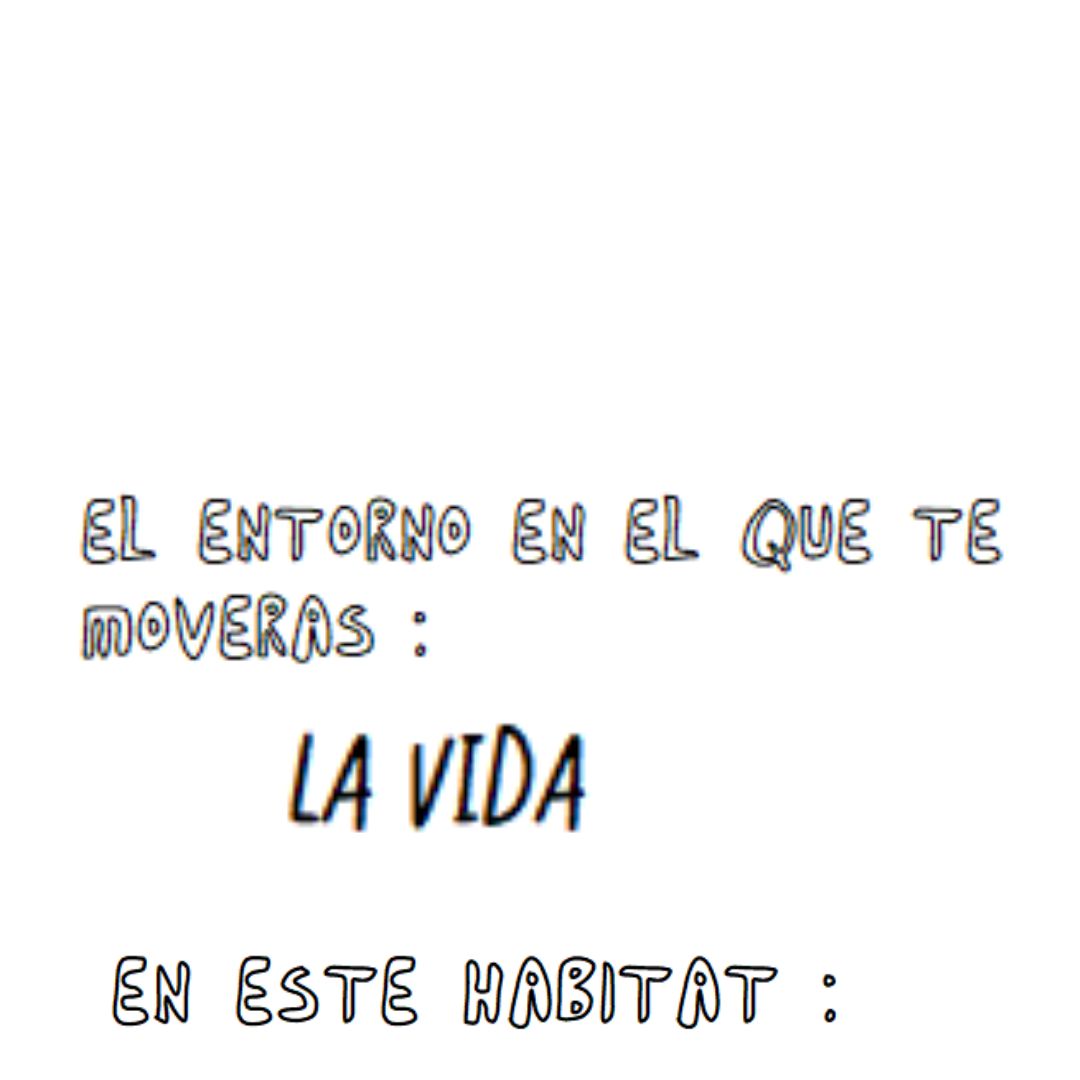 EL ENTORNO EN EL QUE TE
MOVERAS :
LA VIDA
EN ESTE HABITAT :